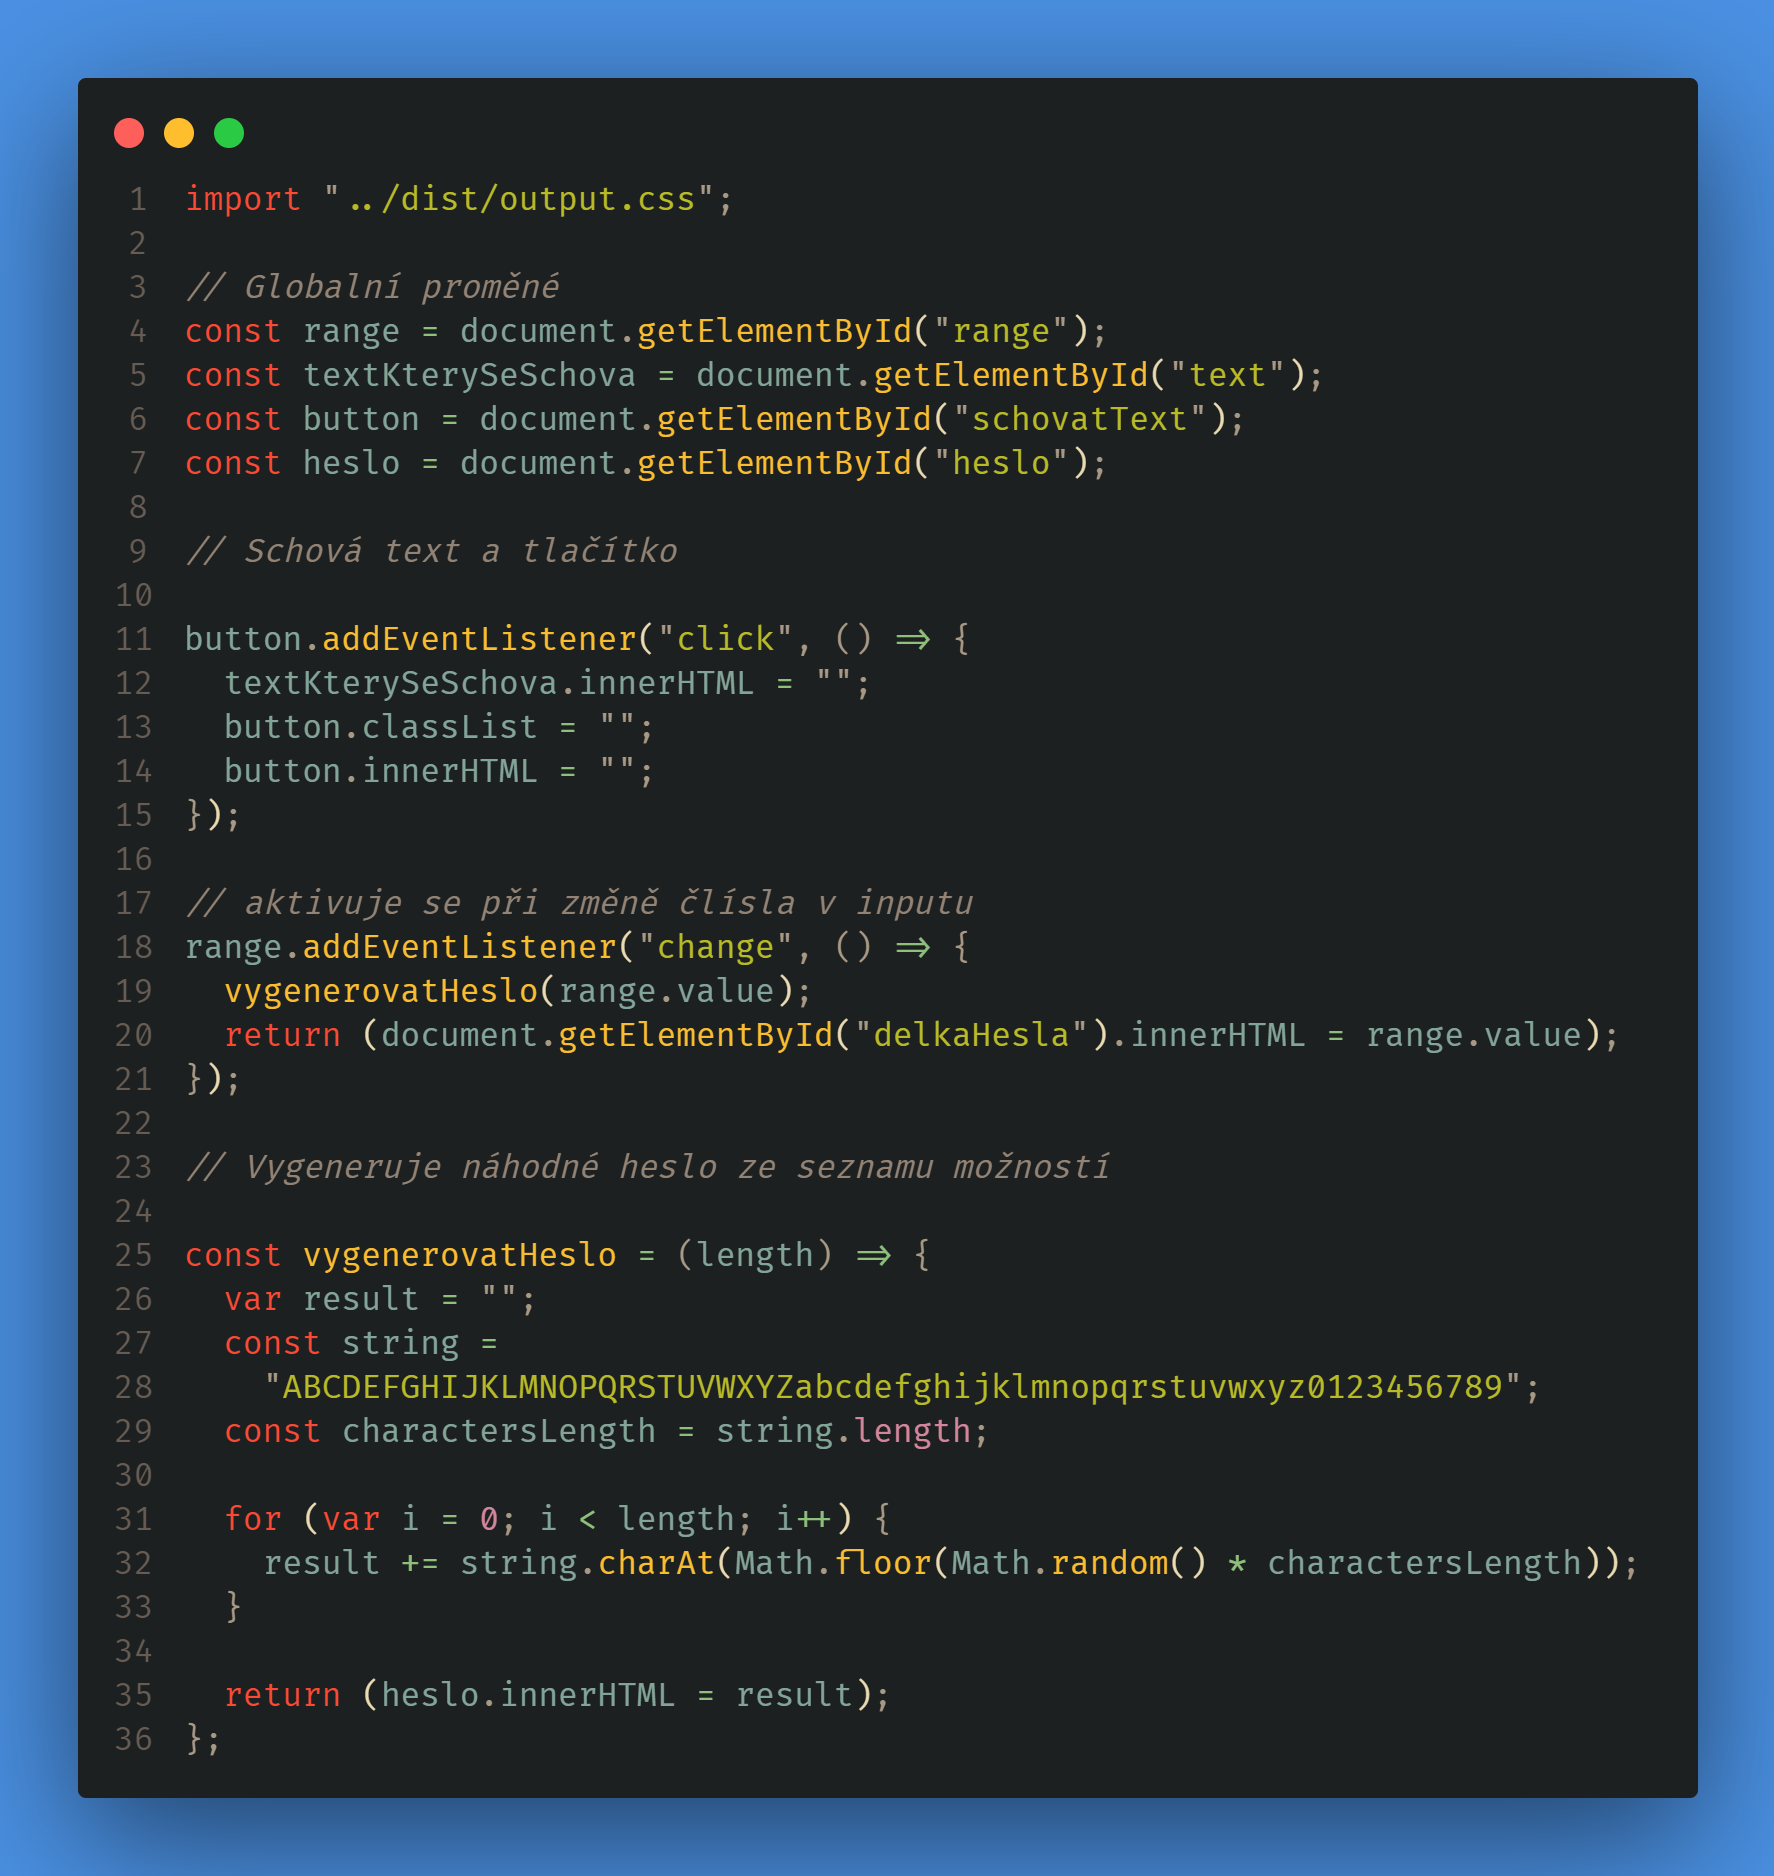 1 import "../dist/output.css";
2
3 // Globalní proměné
4 const range = document.getElementById("range");
5 const textKterySeSchova = document.getElementById("text");
6 const button = document.getElementById("schovatText");
7 const heslo = document.getElementById("heslo");
8
9 // Schová text a tlačítko
10
11 button.addEventListener("click", () => {
12   textKterySeSchova.innerHTML = "";
13   button.classList = "";
14   button.innerHTML = "";
15 });
16
17 // aktivuje se při změně člísla v inputu
18 range.addEventListener("change", () => {
19   vygenerovatHeslo(range.value);
20   return (document.getElementById("delkaHesla").innerHTML = range.value);
21 });
22
23 // Vygeneruje náhodné heslo ze seznamu možností
24
25 const vygenerovatHeslo = (length) => {
26   var result = "";
27   const string =
28     "ABCDEFGHIJKLMNOPQRSTUVWXYZabcdefghijklmnopqrstuvwxyz0123456789";
29   const charactersLength = string.length;
30
31   for (var i = 0; i < length; i++) {
32     result += string.charAt(Math.floor(Math.random() * charactersLength));
33   }
34
35   return (heslo.innerHTML = result);
36 };